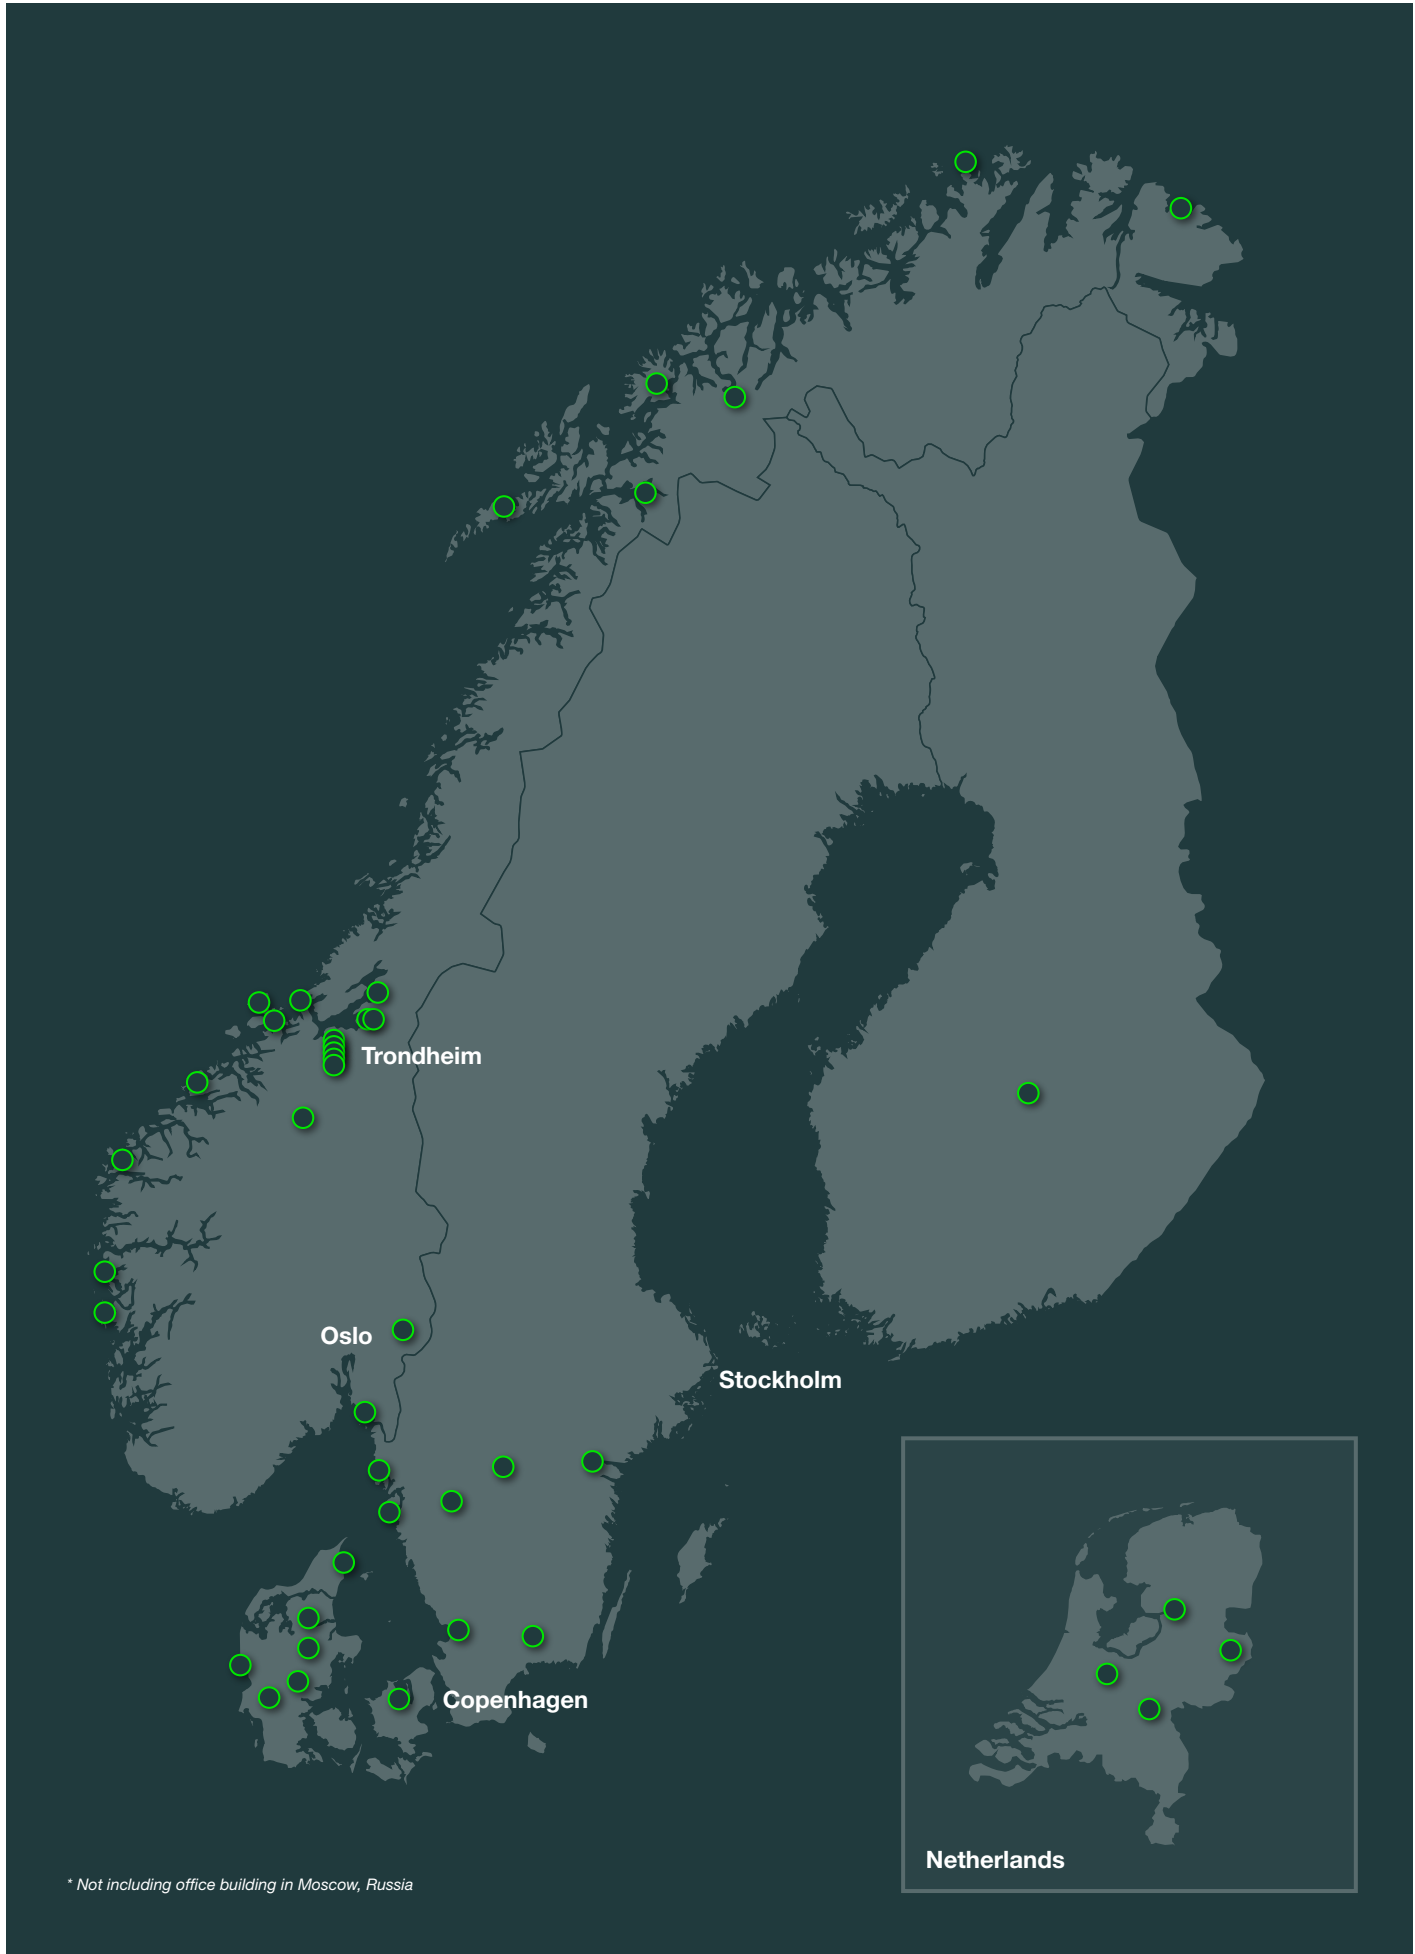 Trondheim
Oslo
Stockholm
Copenhagen
Netherlands
* Not including office building in Moscow, Russia